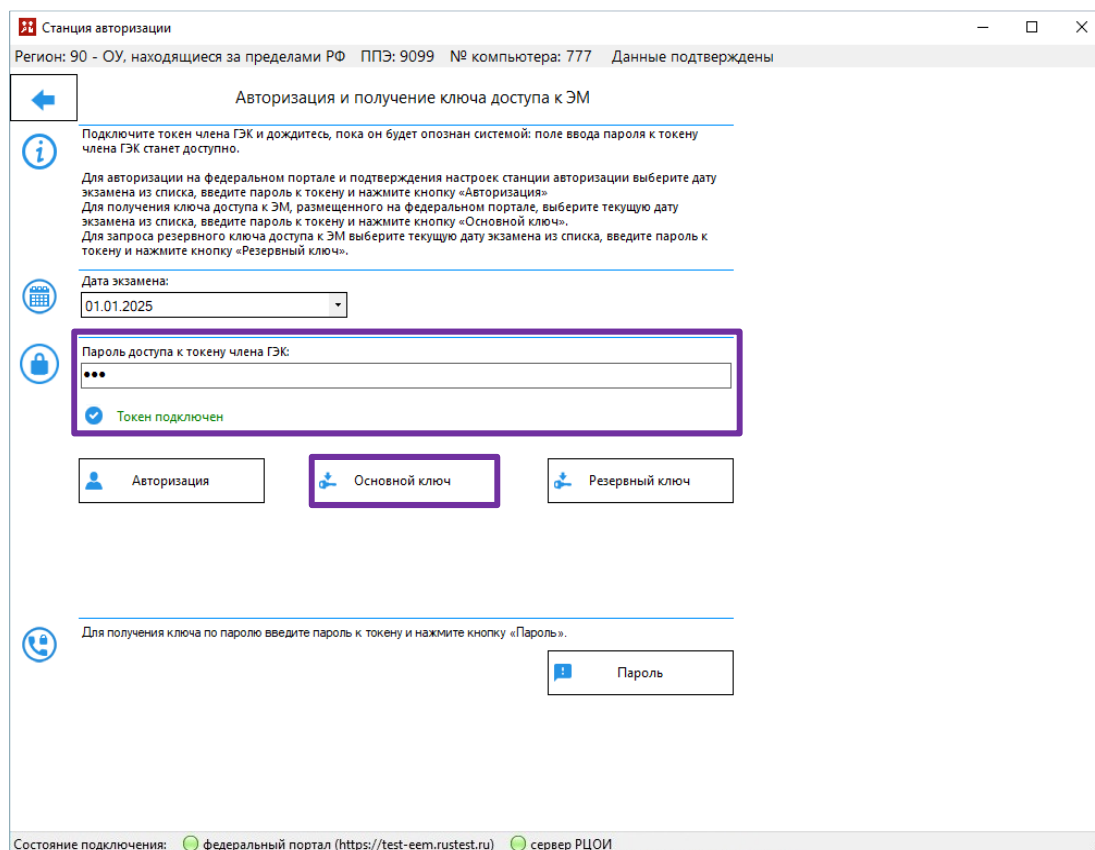 Станция авторизации
Регион: 90 - ОУ, находящиеся за пределами РФ ППЭ: 9099 № компьютера: 777 Данные подтверждены
Авторизация и получение ключа доступа к ЭМ
Подключите токен члена ГЭК и дождитесь, пока он будет опознан системой: поле ввода пароля к токену
члена ГЭК станет доступно.
Для авторизации на федеральном портале и подтверждения настроек станции авторизации выберите дату
экзамена из списка, введите пароль к токену и нажмите кнопку «Авторизация»
Для получения ключа доступа к ЭМ, размещенного на федеральном портале, выберите текущую дату
экзамена из списка, введите пароль к токену и нажмите кнопку «Основной ключ».
Для запроса резервного ключа доступа к ЭМ выберите текущую дату экзамена из списка, введите пароль к
токену и нажмите кнопку «Резервный ключ».
Дата экзамена:
01.01.2025
Пароль доступа к токену члена ГЭК:
•••
Токен подключен
Авторизация
Основной ключ
Резервный ключ
Для получения ключа по паролю введите пароль к токену и нажмите кнопку «Пароль».
Пароль
Состояние подключения: федеральный портал (https://test-eem.rustest.ru) сервер РЦОИ